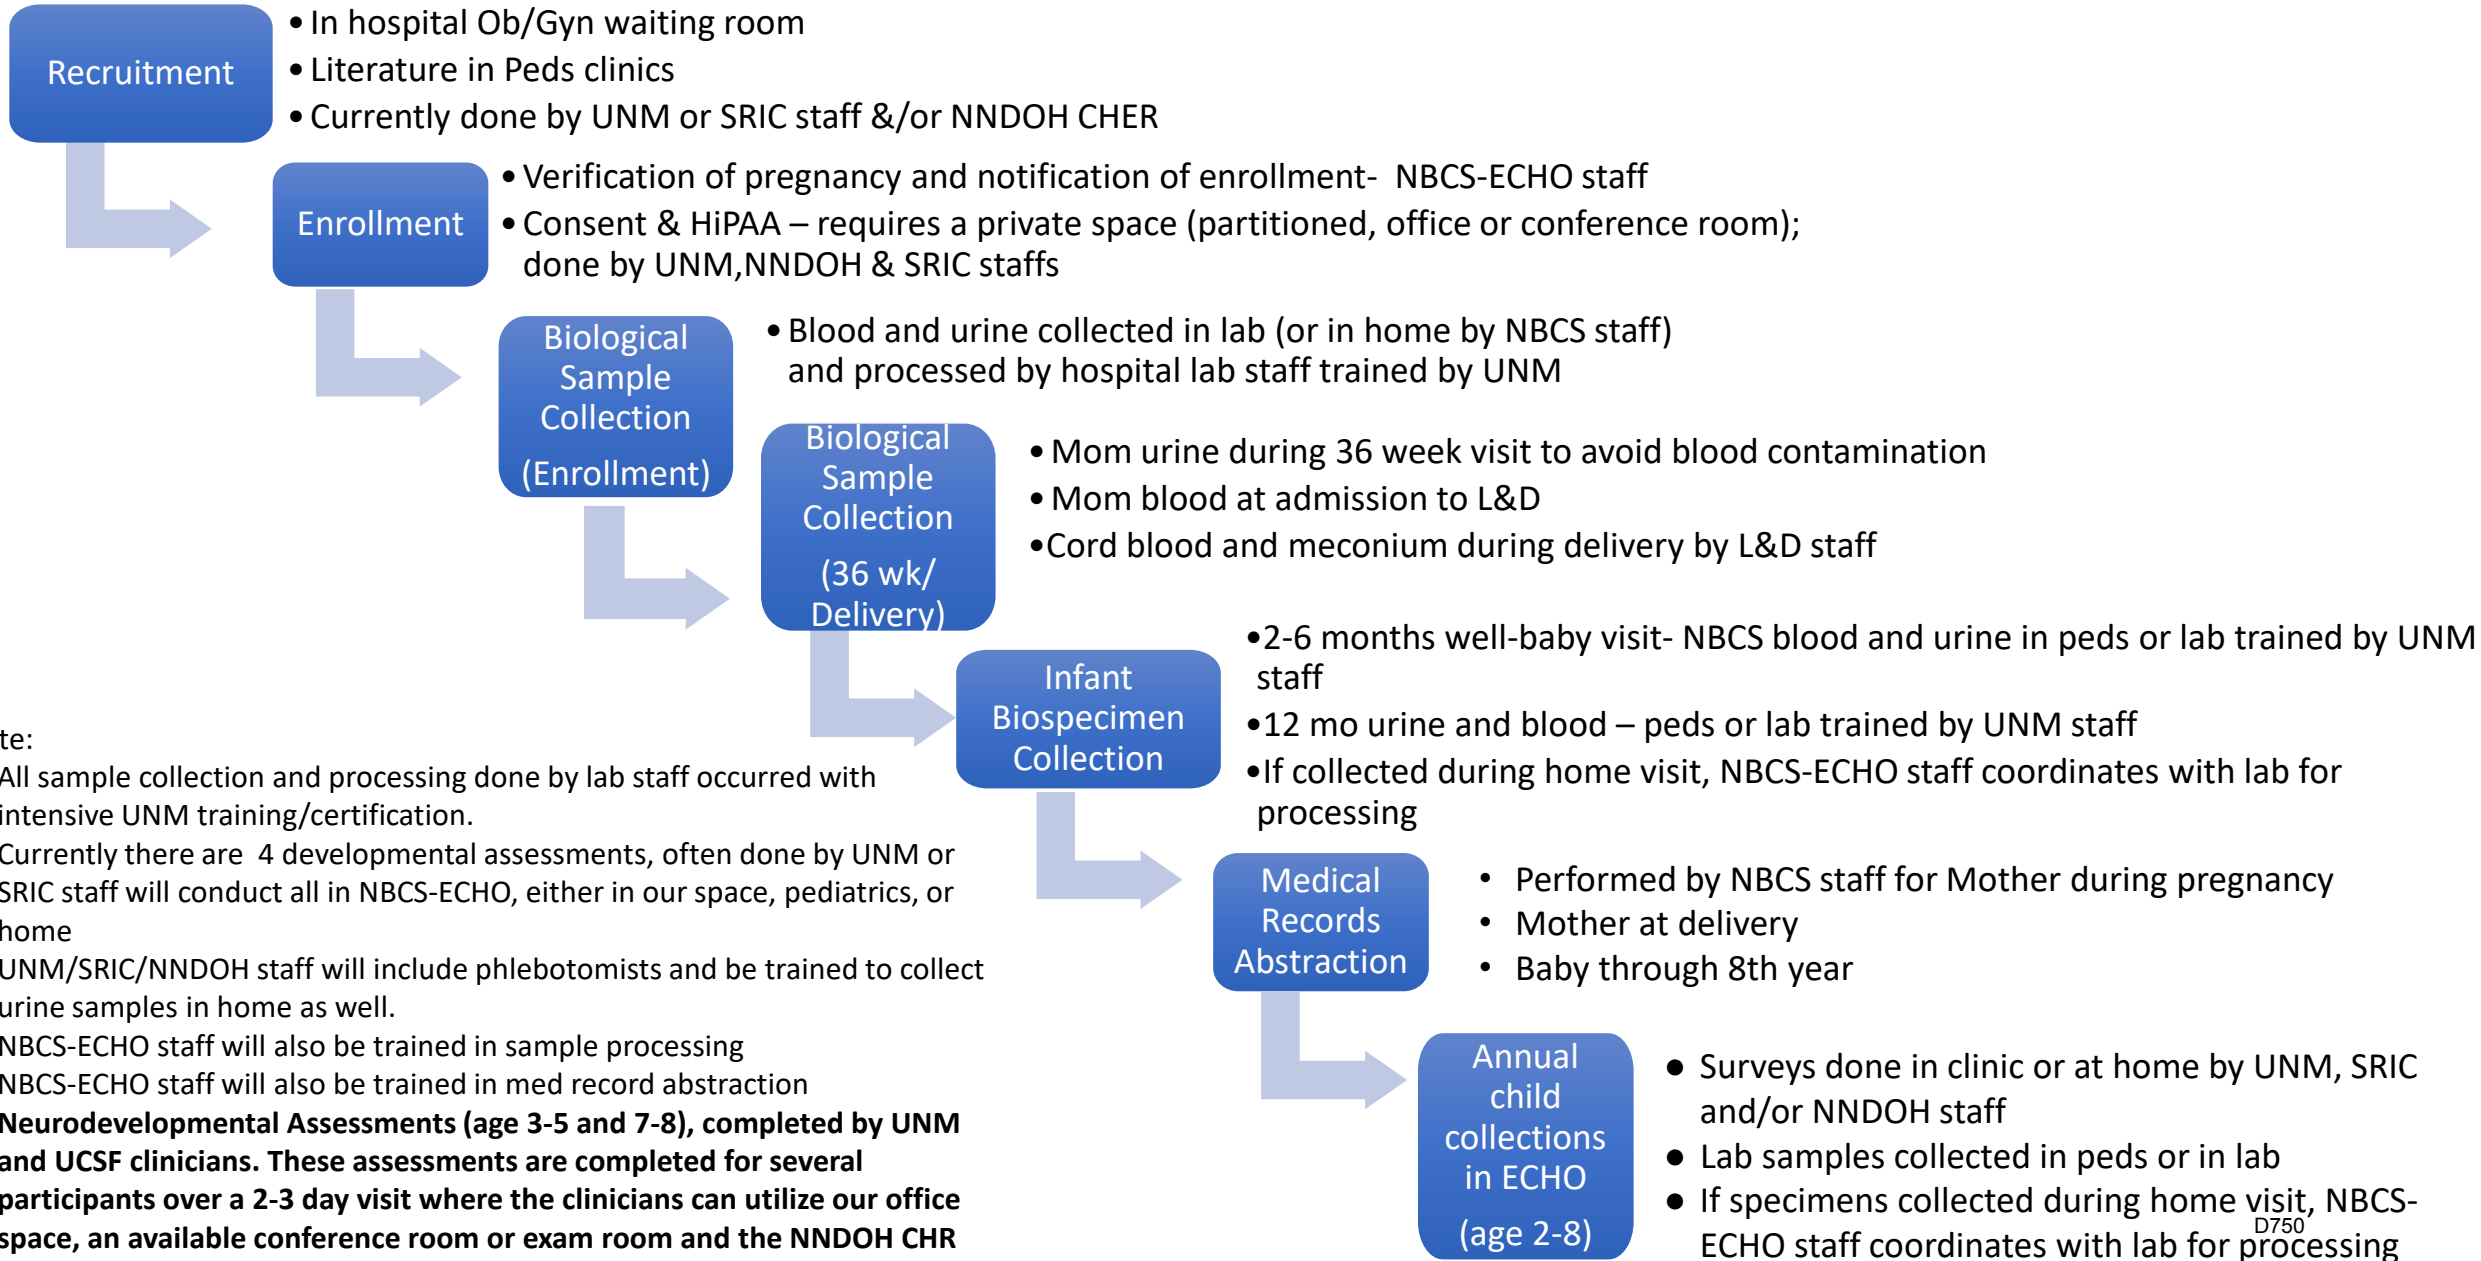 Recruitment
• In hospital Ob/Gyn waiting room
• Literature in Peds clinics
• Currently done by UNM or SRIC staff &/or NNDOH CHER
Enrollment
• Verification of pregnancy and notification of enrollment- NBCS-ECHO staff
• Consent & HiPAA – requires a private space (partitioned, office or conference room);
done by UNM,NNDOH & SRIC staffs
Biological
Sample
Collection
(Enrollment)
• Blood and urine collected in lab (or in home by NBCS staff)
and processed by hospital lab staff trained by UNM
Biological
Sample
Collection
(36 wk/
Delivery)
• Mom urine during 36 week visit to avoid blood contamination
• Mom blood at admission to L&D
•Cord blood and meconium during delivery by L&D staff
Infant
Biospecimen
Collection
•2-6 months well-baby visit- NBCS blood and urine in peds or lab trained by UNM
staff
•12 mo urine and blood – peds or lab trained by UNM staff
•If collected during home visit, NBCS-ECHO staff coordinates with lab for
processing
Medical
Records
Abstraction
• Performed by NBCS staff for Mother during pregnancy
• Mother at delivery
• Baby through 8th year
Annual
child
collections
in ECHO
(age 2-8)
● Surveys done in clinic or at home by UNM, SRIC
and/or NNDOH staff
● Lab samples collected in peds or in lab
● If specimens collected during home visit, NBCS-
ECHO staff coordinates with lab for processing
te:
All sample collection and processing done by lab staff occurred with
intensive UNM training/certification.
Currently there are 4 developmental assessments, often done by UNM or
SRIC staff will conduct all in NBCS-ECHO, either in our space, pediatrics, or
home
UNM/SRIC/NNDOH staff will include phlebotomists and be trained to collect
urine samples in home as well.
NBCS-ECHO staff will also be trained in sample processing
NBCS-ECHO staff will also be trained in med record abstraction
Neurodevelopmental Assessments (age 3-5 and 7-8), completed by UNM
and UCSF clinicians. These assessments are completed for several
participants over a 2-3 day visit where the clinicians can utilize our office
space, an available conference room or exam room and the NNDOH CHR
D750